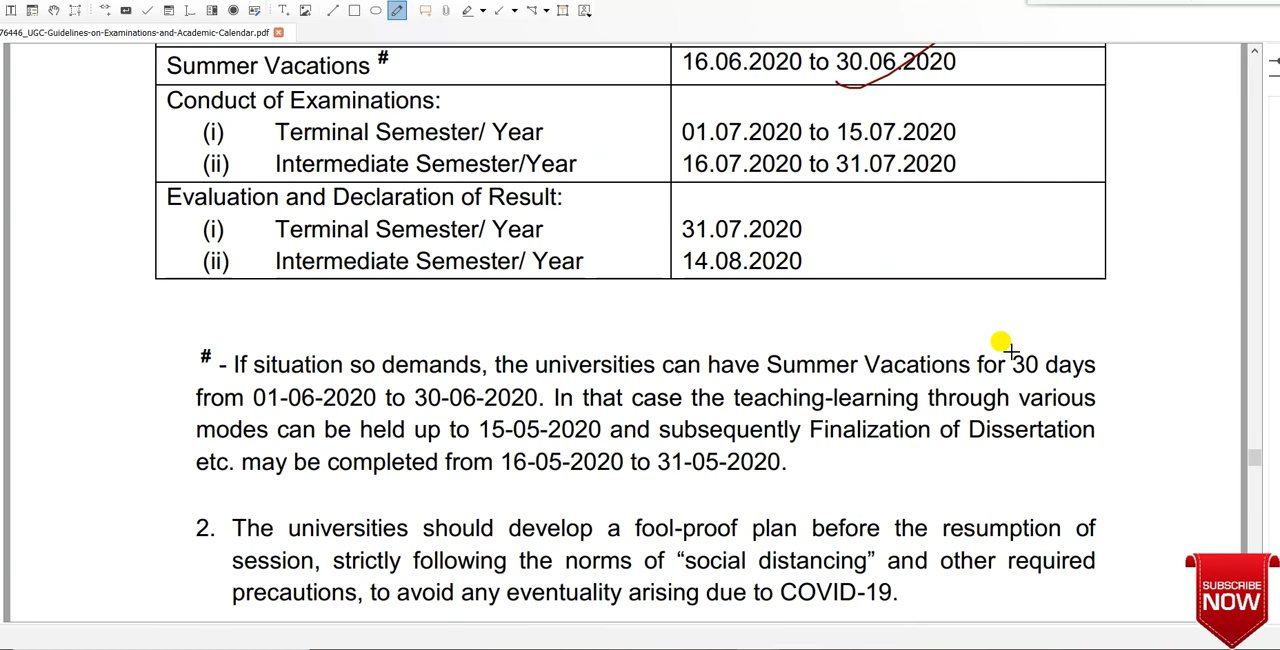 76446_UGC-Guidelines-on-Examinations-and-Academic-Calendar.pdf
Summer Vacations # 16.06.2020 to 30.06.2020
Conduct of Examinations:
(i) Terminal Semester/ Year 01.07.2020 to 15.07.2020
(ii) Intermediate Semester/Year 16.07.2020 to 31.07.2020
Evaluation and Declaration of Result:
(i) Terminal Semester/ Year 31.07.2020
(ii) Intermediate Semester/ Year 14.08.2020
# - If situation so demands, the universities can have Summer Vacations for 30 days
from 01-06-2020 to 30-06-2020. In that case the teaching-learning through various
modes can be held up to 15-05-2020 and subsequently Finalization of Dissertation
etc. may be completed from 16-05-2020 to 31-05-2020.
2. The universities should develop a fool-proof plan before the resumption of
session, strictly following the norms of “social distancing” and other required
precautions, to avoid any eventuality arising due to COVID-19.
SUBSCRIBE
NOW